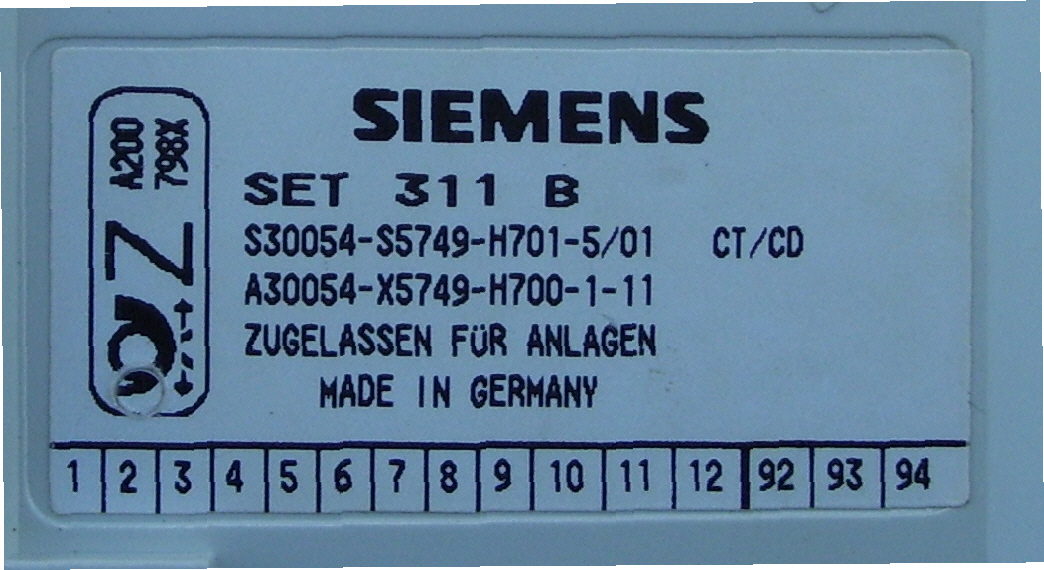 SIEMENS
A200
798X
Z
SET 311 B
S30054-S5749-H701-5/01 CT/CD
A30054-X5749-H700-1-11
ZUGELASSEN FÜR ANLAGEN
MADE IN GERMANY
1 2 3 4 5 6 7 8 9 10 11 12 92 93 94